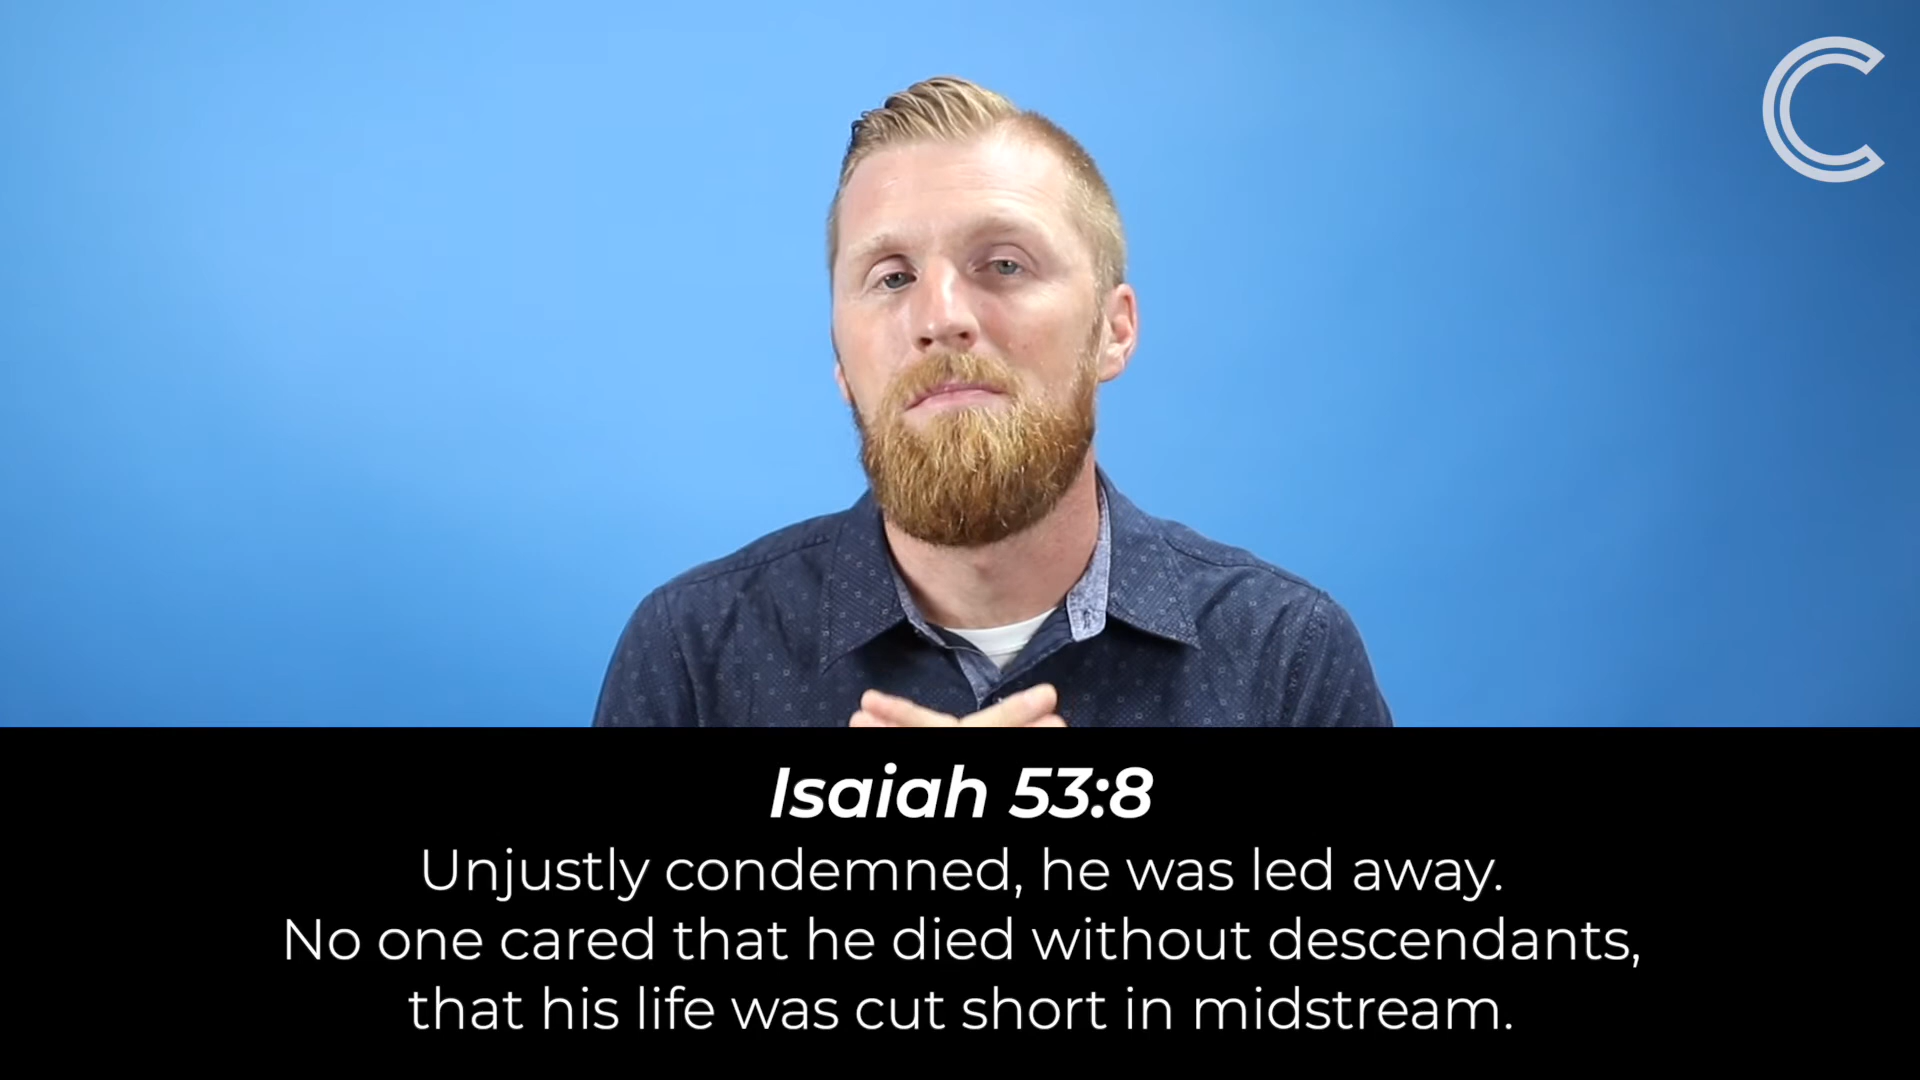 C
Isaiah 53:8
Unjustly condemned, he was led away.
No one cared that he died without descendants,
that his life was cut short in midstream.